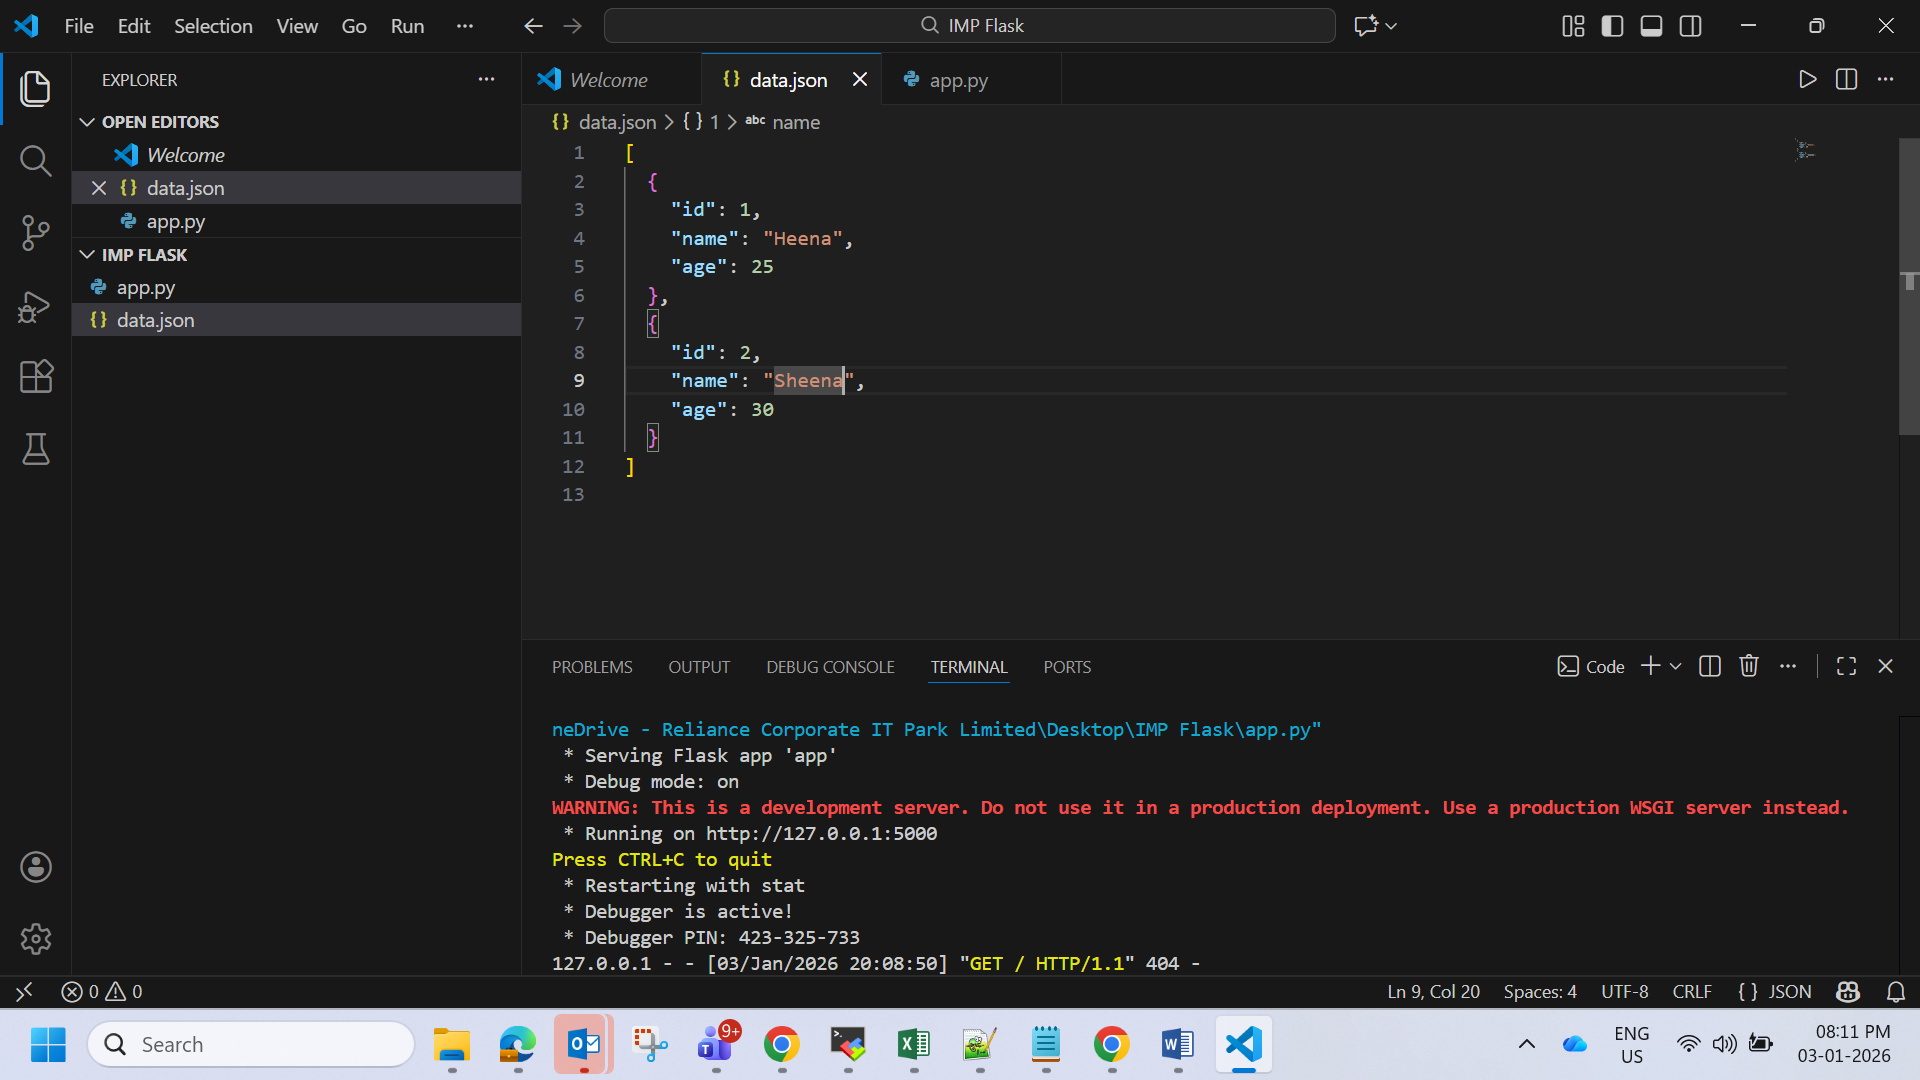 File Edit Selection View Go Run ··· IMP Flask
EXPLORER ···
OPEN EDITORS
Welcome
data.json
app.py
IMP FLASK
app.py
data.json
Welcome data.json app.py
{} data.json > {} 1 > abc name
1 [
2 {
3 "id": 1,
4 "name": "Heena",
5 "age": 25
6 },
7 {
8 "id": 2,
9 "name": "Sheena",
10 "age": 30
11 }
12 ]
13
PROBLEMS OUTPUT DEBUG CONSOLE TERMINAL PORTS Code
neDrive - Reliance Corporate IT Park Limited\Desktop\IMP Flask\app.py"
* Serving Flask app 'app'
* Debug mode: on
WARNING: This is a development server. Do not use it in a production deployment. Use a production WSGI server instead.
* Running on http://127.0.0.1:5000
Press CTRL+C to quit
* Restarting with stat
* Debugger is active!
* Debugger PIN: 423-325-733
127.0.0.1 - - [03/Jan/2026 20:08:50] "GET / HTTP/1.1" 404 -
0 0 Ln 9, Col 20 Spaces: 4 UTF-8 CRLF {} JSON
Search 9+ ENG US 08:11 PM 03-01-2026